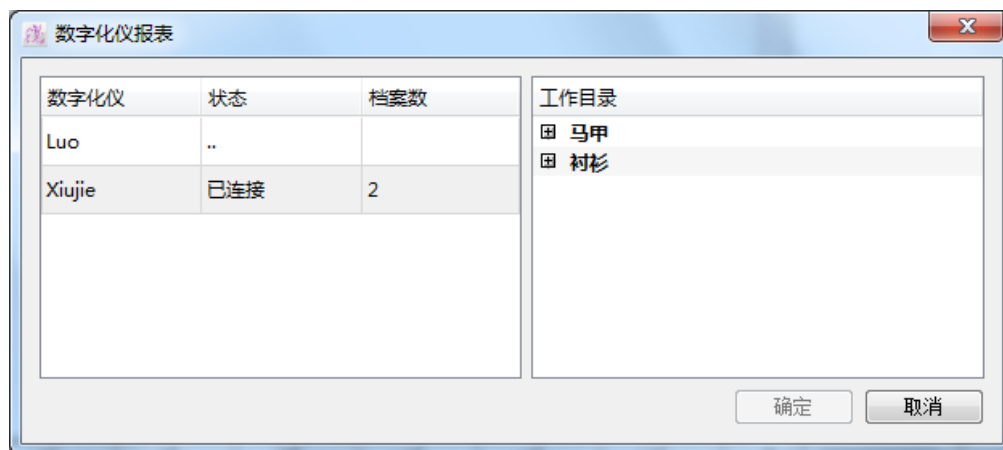 数字化仪报表
数字化仪 状态 档案数
Luo ..
Xiujie 已连接 2
工作目录
马甲
衬衫
确定 取消